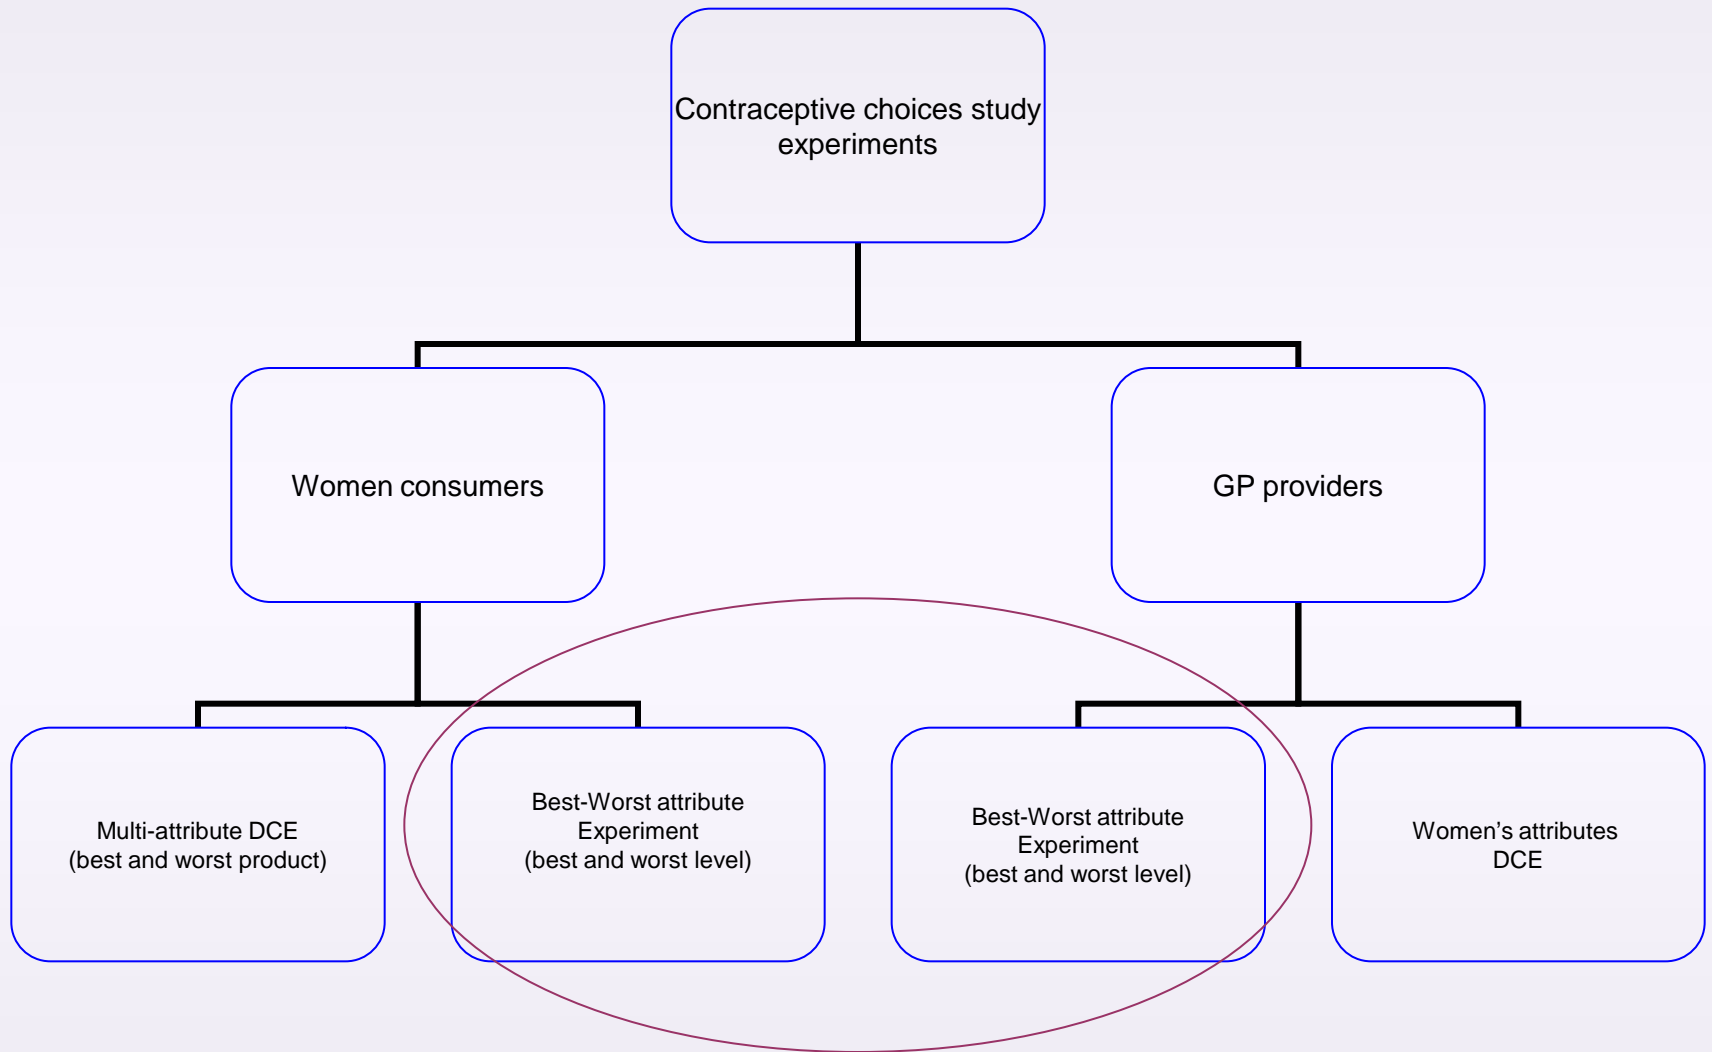 Contraceptive choices study
experiments
Women consumers
GP providers
Multi-attribute DCE
(best and worst product)
Best-Worst attribute
Experiment
(best and worst level)
Best-Worst attribute
Experiment
(best and worst level)
Women’s attributes
DCE